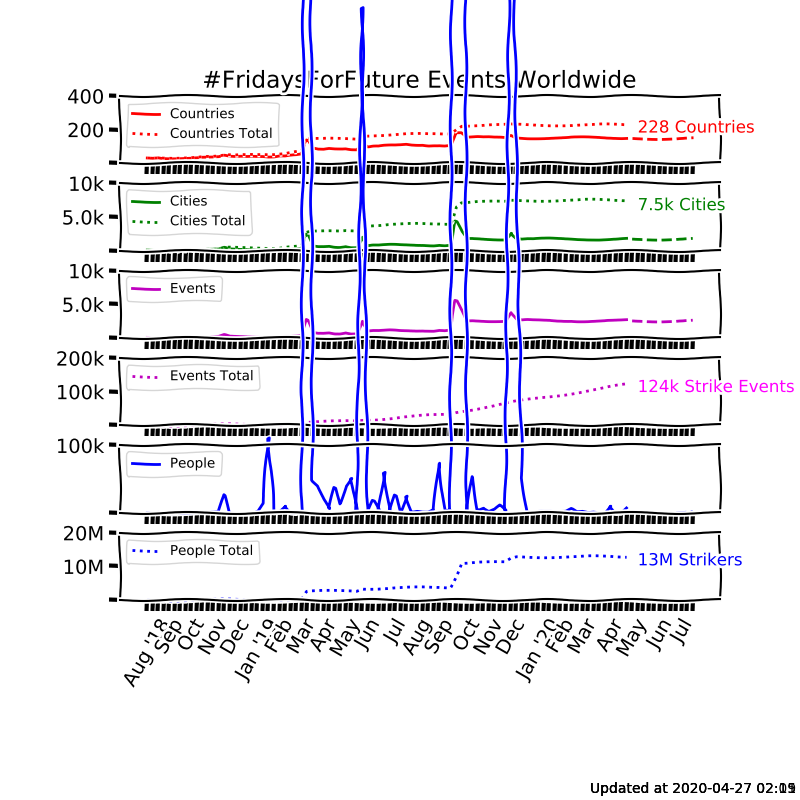 #FridaysForFuture Events Worldwide
400
200
Countries
Countries Total
228 Countries
10k
5.0k
Cities
Cities Total
7.5k Cities
10k
5.0k
Events
200k
100k
Events Total
124k Strike Events
100k
People
20M
10M
People Total
13M Strikers
Aug '18
Sep
Oct
Nov
Dec
Jan '19
Feb
Mar
Apr
May
Jun
Jul
Aug
Sep
Oct
Nov
Dec
Jan '20
Feb
Mar
Apr
May
Jun
Jul
Updated at 2020-04-27